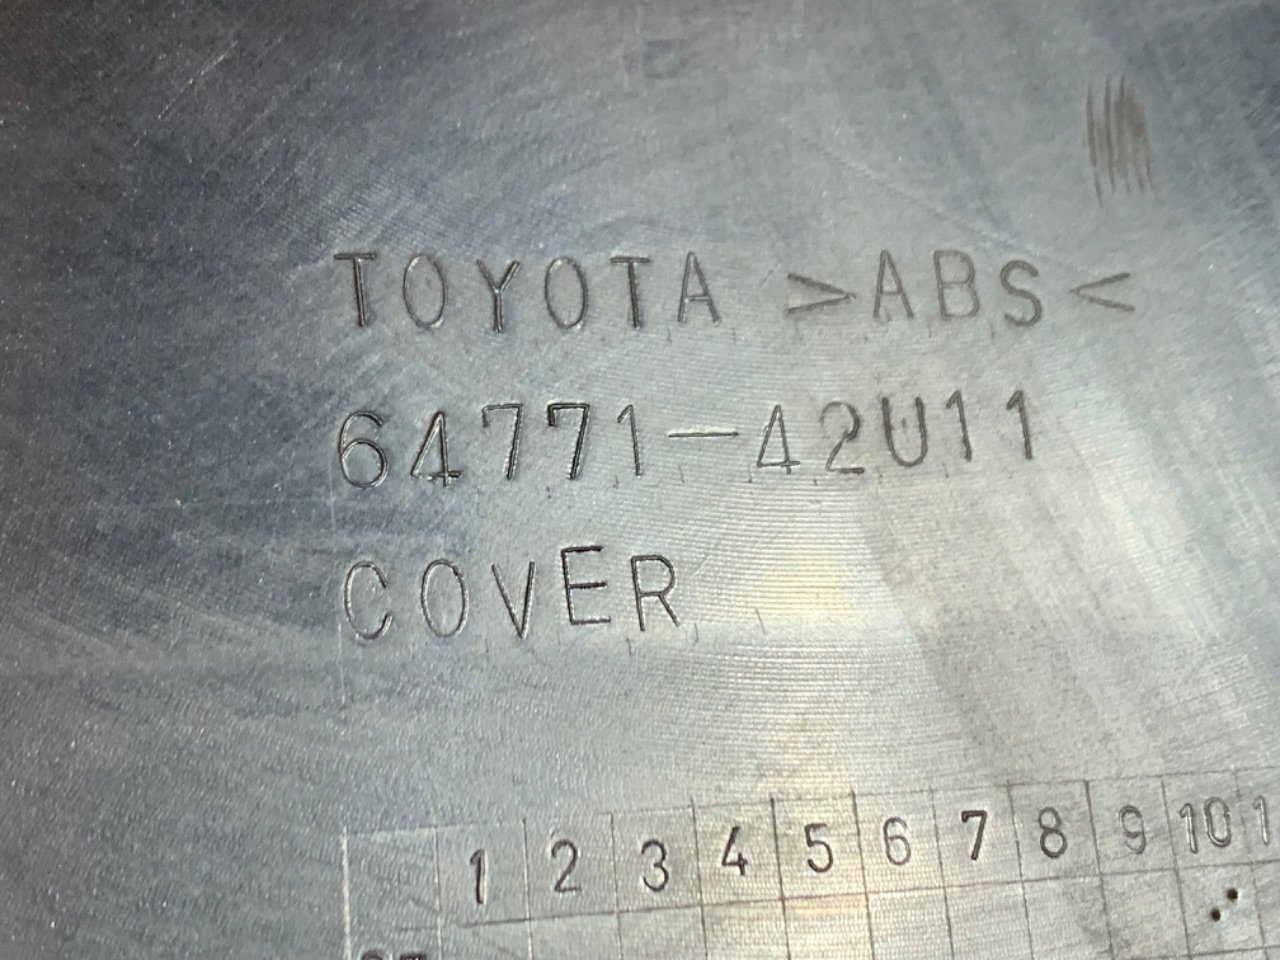 TOYOTA >ABS<
64771-42U11
COVER
1 2 3 4 5 6 7 8 9 10